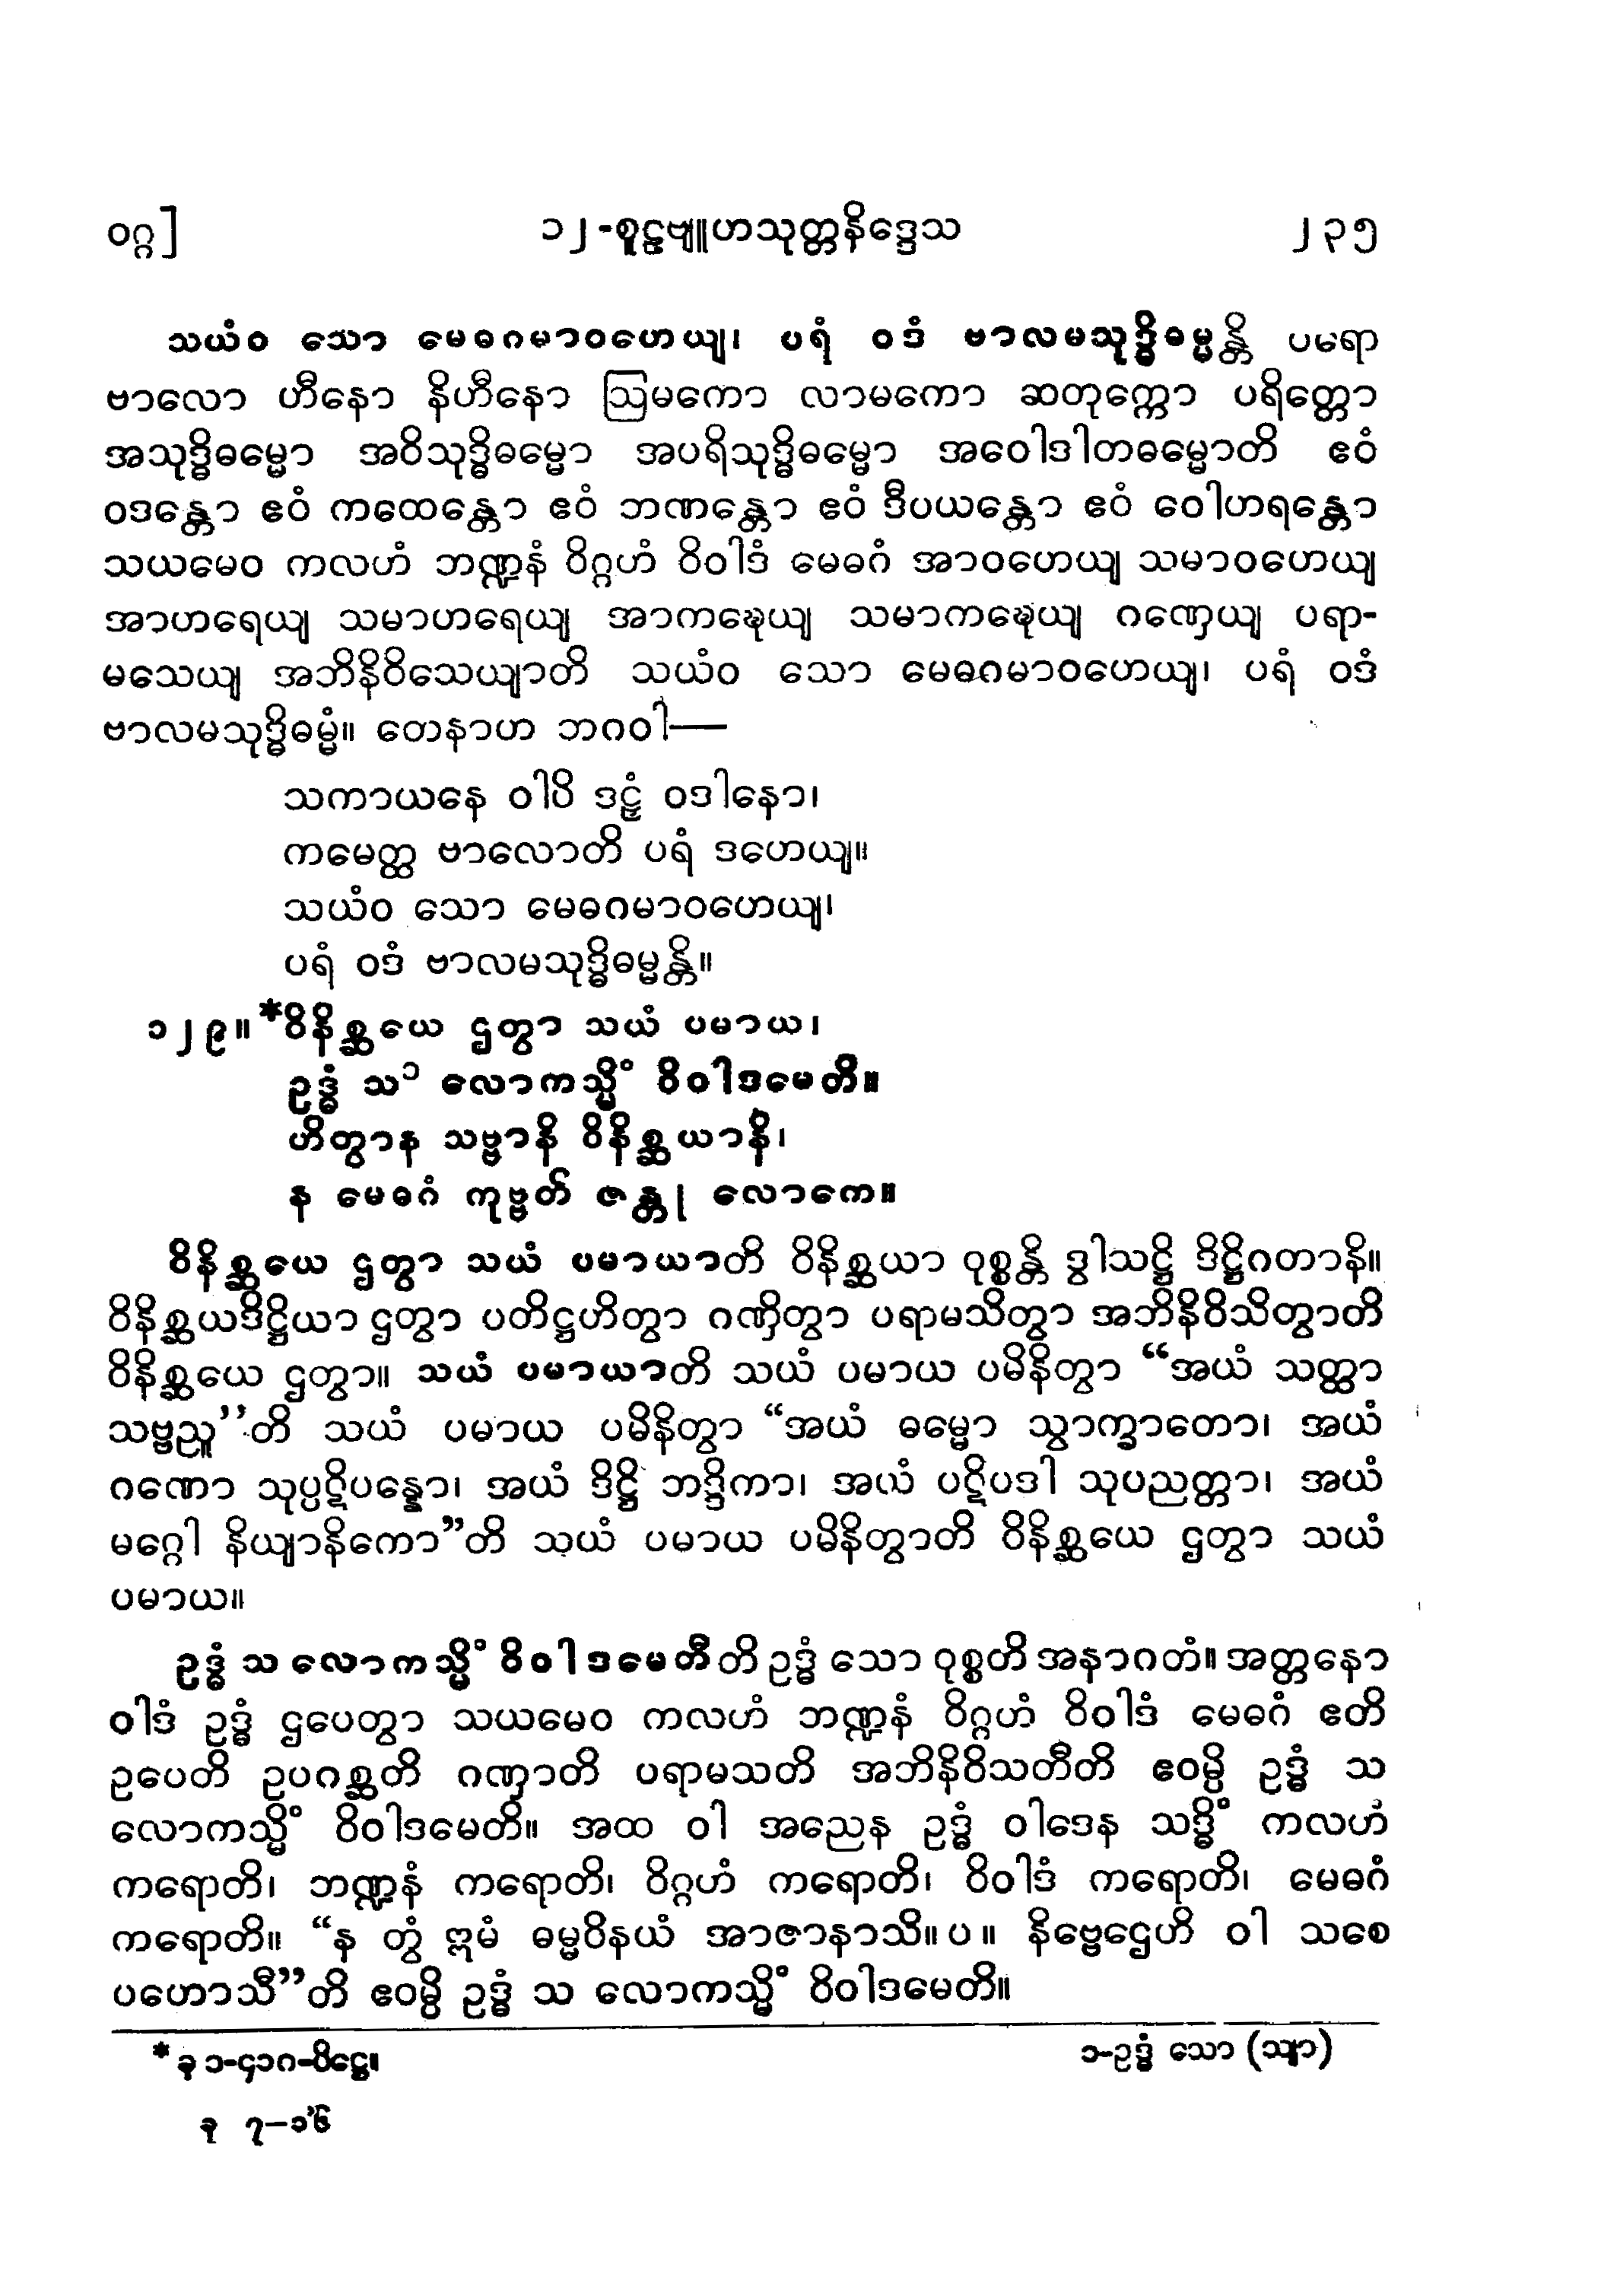 ဝဂ္ဂ] ၁၂-စူဠဗျူဟသုတ္တနိဒ္ဒေသ ၂၃၅
သယံဝ သော မေဓဂမာဝဟေယျ၊ ပရံ ဝဒံ ဗာလမသုဒ္ဓိဓမ္မန္တိ ပရော
ဗာလော ဟီနော နိဟီနော ဩမကော လာမကော ဆတုက္ကော ပရိတ္တော
အသုဒ္ဓိဓမ္မော အဝိသုဒ္ဓိဓမ္မော အပရိသုဒ္ဓိဓမ္မော အဝေါဒါတဓမ္မောတိ ဧဝံ
ဝဒန္တော ဧဝံ ကထေန္တော ဧဝံ ဘဏန္တော ဧဝံ ဒီပယန္တော ဧဝံ ဝေါဟရန္တော
သယမေဝ ကလဟံ ဘဏ္ဍနံ ဝိဂ္ဂဟံ ဝိဝါဒံ မေဓဂံ အာဝဟေယျ သမာဝဟေယျ
အာဟရေယျ သမာဟရေယျ အာကဍ္ဎေယျ သမာကဍ္ဎေယျ ဂဏှေယျ ပရာ-
မသေယျ အဘိနိဝိသေယျာတိ သယံဝ သော မေဓဂမာဝဟေယျ၊ ပရံ ဝဒံ
ဗာလမသုဒ္ဓိဓမ္မံ။ တေနာဟ ဘဂဝါ—
သကာယနေ ဝါပိ ဒဠှံ ဝဒါနော၊
ကမေတ္ထ ဗာလောတိ ပရံ ဒဟေယျ။
သယံဝ သော မေဓဂမာဝဟေယျ၊
ပရံ ဝဒံ ဗာလမသုဒ္ဓိဓမ္မန္တိ။
၁၂၉။ *ဝိနိစ္ဆယေ ဌတွာ သယံ ပမာယ၊
ဥဒ္ဓံ သ၁ လောကသ္မိံ ဝိဝါဒမေတိ။
ဟိတွာန သဗ္ဗာနိ ဝိနိစ္ဆယာနိ၊
န မေဓဂံ ကုဗ္ဗတိ ဇန္တု လောကေ။
ဝိနိစ္ဆယေ ဌတွာ သယံ ပမာယာတိ ဝိနိစ္ဆယာ ဝုစ္စန္တိ ဒွါသဋ္ဌိ ဒိဋ္ဌိဂတာနိ။
ဝိနိစ္ဆယဒိဋ္ဌိယာ ဌတွာ ပတိဋ္ဌဟိတွာ ဂဏှိတွာ ပရာမသိတွာ အဘိနိဝိသိတွာတိ
ဝိနိစ္ဆယေ ဌတွာ။ သယံ ပမာယာတိ သယံ ပမာယ ပမိနိတွာ “အယံ သတ္ထာ
သဗ္ဗညူ”တိ သယံ ပမာယ ပမိနိတွာ “အယံ ဓမ္မော သွာက္ခာတော၊ အယံ
ဂဏော သုပ္ပဋိပန္နော၊ အယံ ဒိဋ္ဌိ ဘဒ္ဒိကာ၊ အယံ ပဋိပဒါ သုပညတ္တာ၊ အယံ
မဂ္ဂေါ နိယျာနိကော”တိ သယံ ပမာယ ပမိနိတွာတိ ဝိနိစ္ဆယေ ဌတွာ သယံ
ပမာယ။
ဥဒ္ဓံ သ လောကသ္မိံ ဝိဝါဒမေတီတိ ဥဒ္ဓံ သော ဝုစ္စတိ အနာဂတံ။ အတ္တနော
ဝါဒံ ဥဒ္ဓံ ဌပေတွာ သယမေဝ ကလဟံ ဘဏ္ဍနံ ဝိဂ္ဂဟံ ဝိဝါဒံ မေဓဂံ ဧတိ
ဥပေတိ ဥပဂစ္ဆတိ ဂဏှာတိ ပရာမသတိ အဘိနိဝိသတီတိ ဧဝမ္ပိ ဥဒ္ဓံ သ
လောကသ္မိံ ဝိဝါဒမေတိ။ အထ ဝါ အညေန ဥဒ္ဓံ ဝါဒေန သဒ္ဓိံ ကလဟံ
ကရောတိ၊ ဘဏ္ဍနံ ကရောတိ၊ ဝိဂ္ဂဟံ ကရောတိ၊ ဝိဝါဒံ ကရောတိ၊ မေဓဂံ
ကရောတိ။ “န တွံ ဣမံ ဓမ္မဝိနယံ အာဇာနာသိ။ ပ ။ နိဗ္ဗေဌေဟိ ဝါ သစေ
ပဟောသီ”တိ ဧဝမ္ပိ ဥဒ္ဓံ သ လောကသ္မိံ ဝိဝါဒမေတိ။
* ခု ၁-၄၁၈-ပိဋ္ဌေ။ ၁-ဥဒ္ဓံ သော (သျာ)
ခု ၇-၁၆